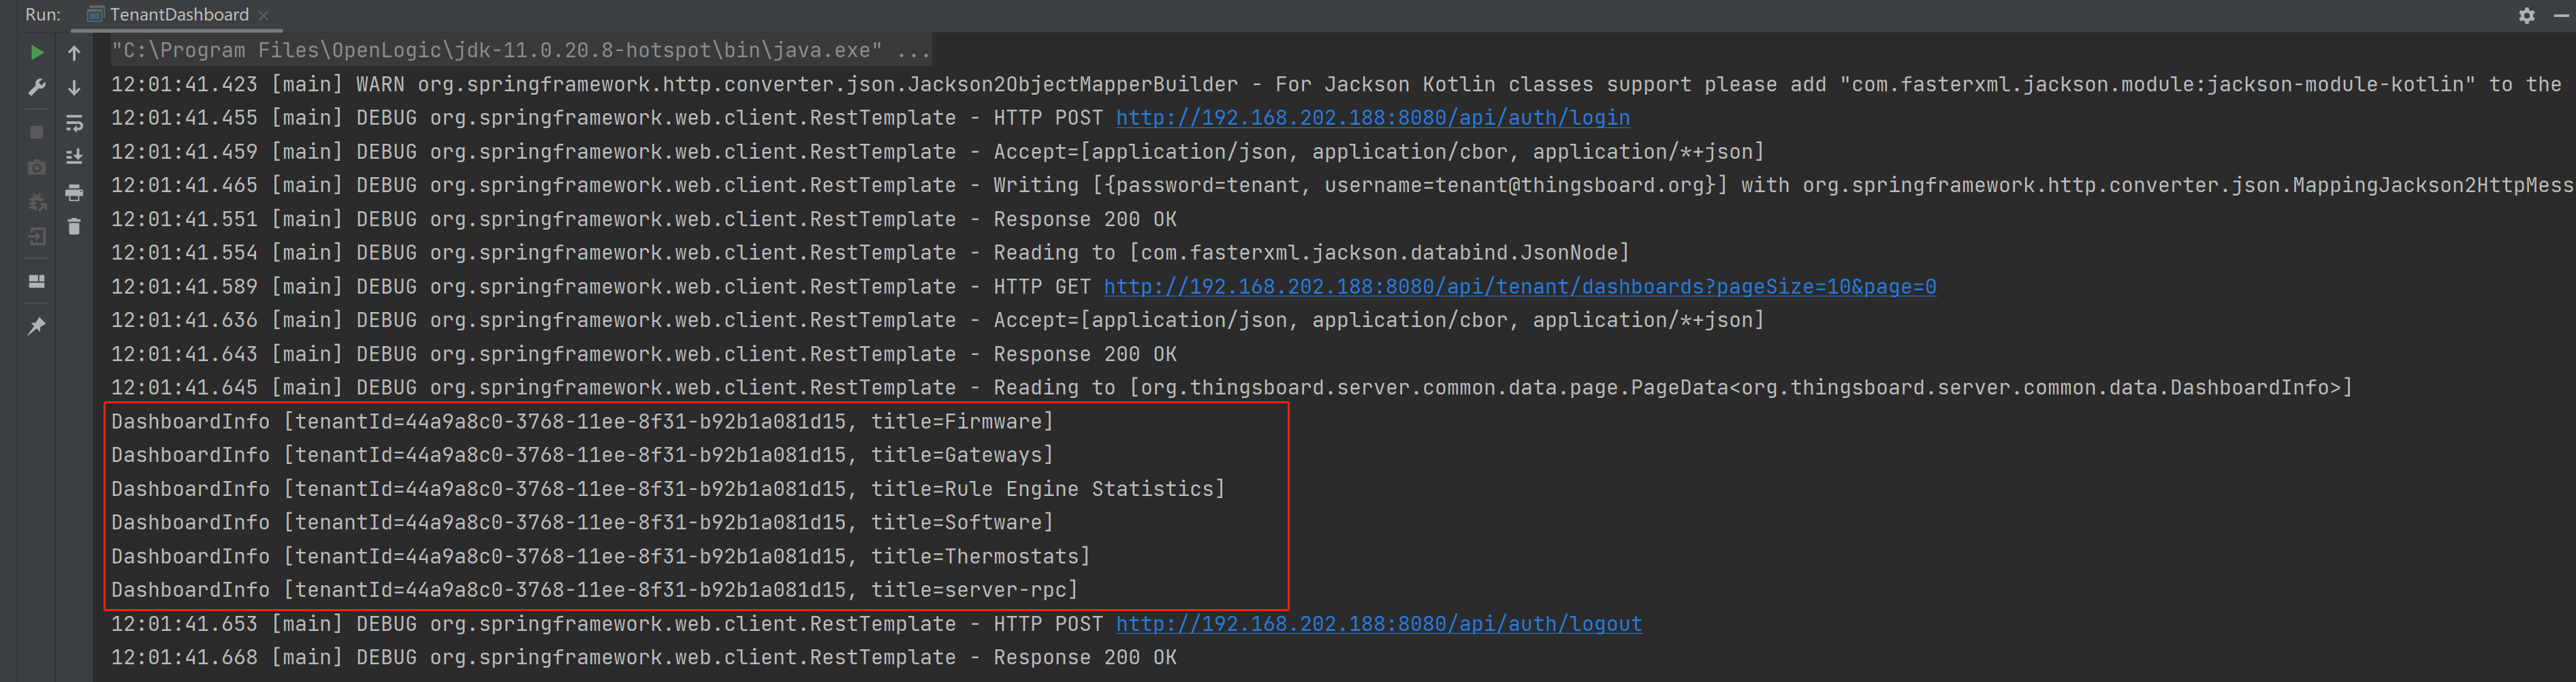 Run: TenantDashboard
"C:\Program Files\OpenLogic\jdk-11.0.20.8-hotspot\bin\java.exe" ...
12:01:41.423 [main] WARN org.springframework.http.converter.json.Jackson2ObjectMapperBuilder - For Jackson Kotlin classes support please add "com.fasterxml.jackson.module:jackson-module-kotlin" to the
12:01:41.455 [main] DEBUG org.springframework.web.client.RestTemplate - HTTP POST http://192.168.202.188:8080/api/auth/login
12:01:41.459 [main] DEBUG org.springframework.web.client.RestTemplate - Accept=[application/json, application/cbor, application/*+json]
12:01:41.465 [main] DEBUG org.springframework.web.client.RestTemplate - Writing [{password=tenant, username=tenant@thingsboard.org}] with org.springframework.http.converter.json.MappingJackson2HttpMess
12:01:41.551 [main] DEBUG org.springframework.web.client.RestTemplate - Response 200 OK
12:01:41.554 [main] DEBUG org.springframework.web.client.RestTemplate - Reading to [com.fasterxml.jackson.databind.JsonNode]
12:01:41.589 [main] DEBUG org.springframework.web.client.RestTemplate - HTTP GET http://192.168.202.188:8080/api/tenant/dashboards?pageSize=10&page=0
12:01:41.636 [main] DEBUG org.springframework.web.client.RestTemplate - Accept=[application/json, application/cbor, application/*+json]
12:01:41.643 [main] DEBUG org.springframework.web.client.RestTemplate - Response 200 OK
12:01:41.645 [main] DEBUG org.springframework.web.client.RestTemplate - Reading to [org.thingsboard.server.common.data.page.PageData<org.thingsboard.server.common.data.DashboardInfo>]
DashboardInfo [tenantId=44a9a8c0-3768-11ee-8f31-b92b1a081d15, title=Firmware]
DashboardInfo [tenantId=44a9a8c0-3768-11ee-8f31-b92b1a081d15, title=Gateways]
DashboardInfo [tenantId=44a9a8c0-3768-11ee-8f31-b92b1a081d15, title=Rule Engine Statistics]
DashboardInfo [tenantId=44a9a8c0-3768-11ee-8f31-b92b1a081d15, title=Software]
DashboardInfo [tenantId=44a9a8c0-3768-11ee-8f31-b92b1a081d15, title=Thermostats]
DashboardInfo [tenantId=44a9a8c0-3768-11ee-8f31-b92b1a081d15, title=server-rpc]
12:01:41.653 [main] DEBUG org.springframework.web.client.RestTemplate - HTTP POST http://192.168.202.188:8080/api/auth/logout
12:01:41.668 [main] DEBUG org.springframework.web.client.RestTemplate - Response 200 OK